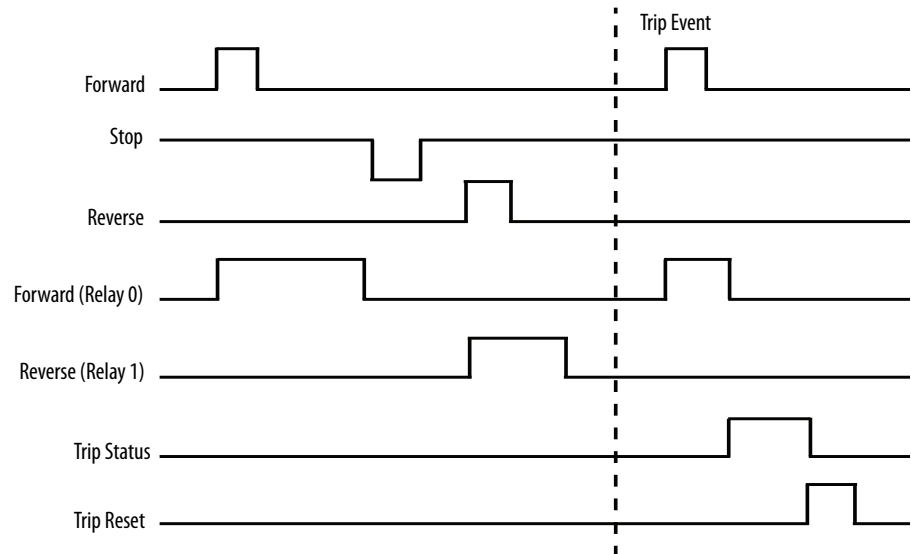 Trip Event
Forward
Stop
Reverse
Forward (Relay 0)
Reverse (Relay 1)
Trip Status
Trip Reset